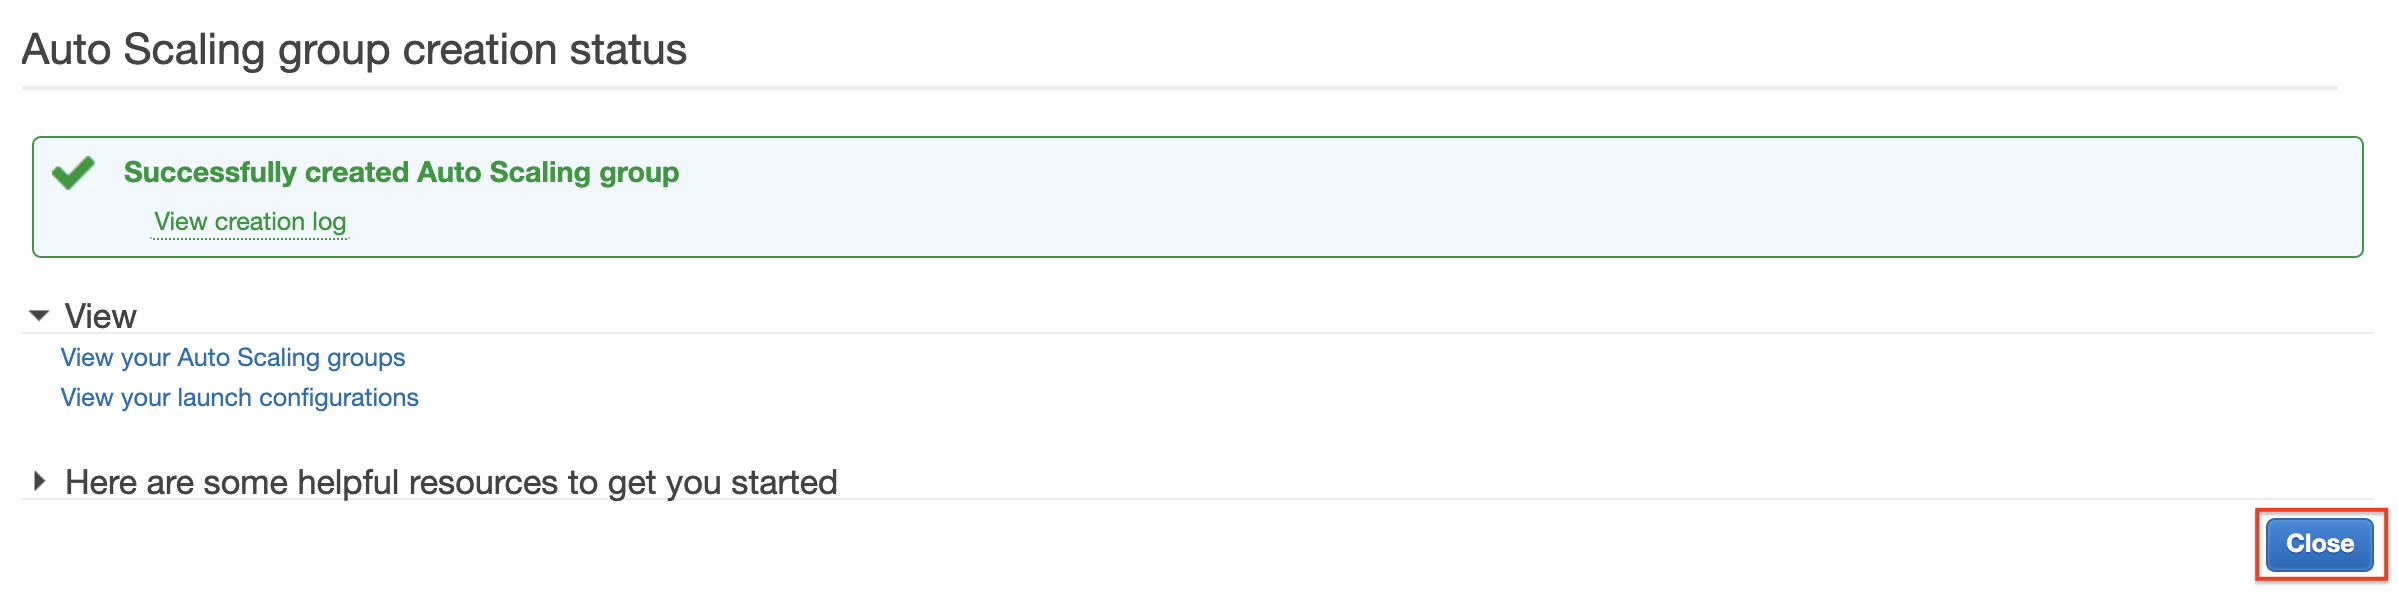 Auto Scaling group creation status
Successfully created Auto Scaling group
View creation log
View
View your Auto Scaling groups
View your launch configurations
Here are some helpful resources to get you started
Close